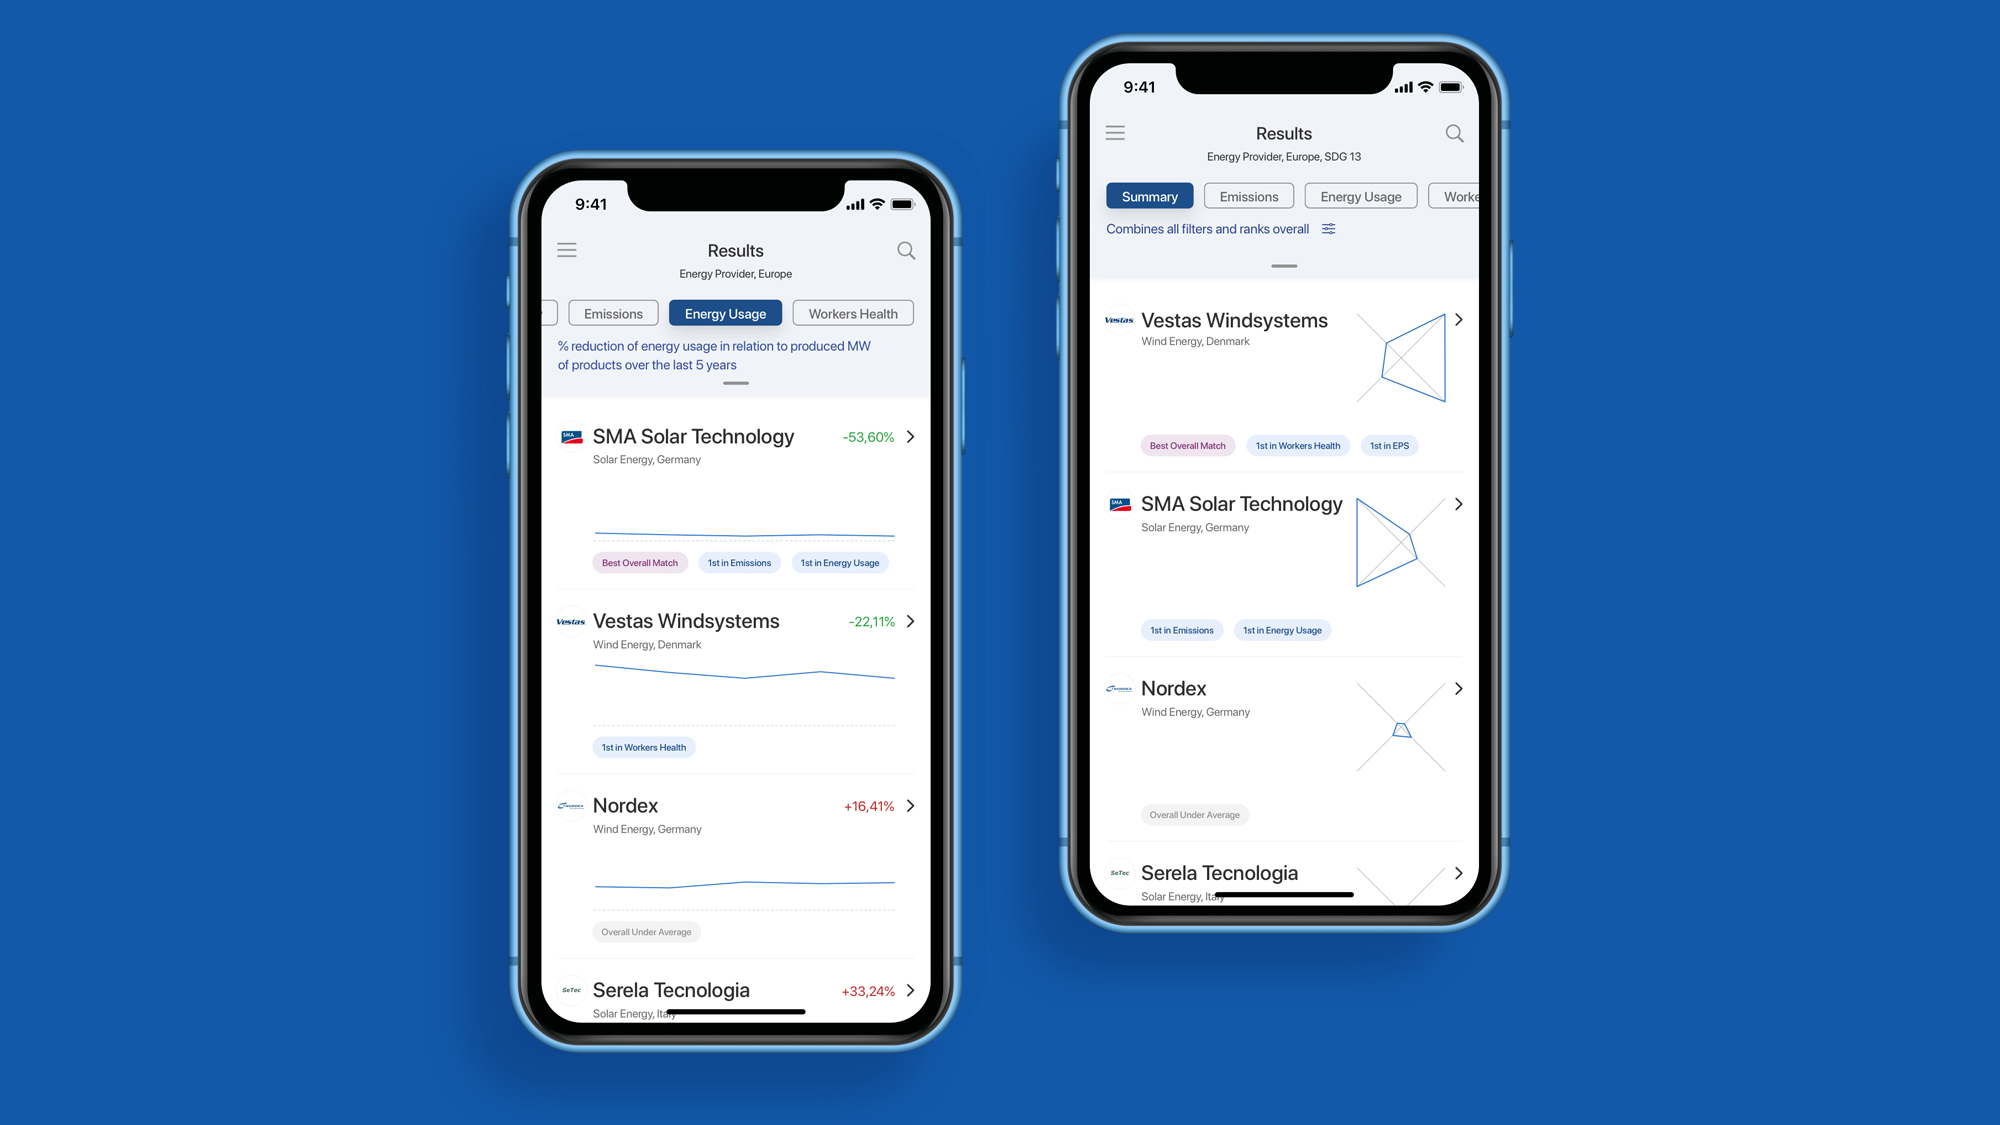 9:41
Results
Energy Provider, Europe
Emissions
Energy Usage
Workers Health
% reduction of energy usage in relation to produced MW
of products over the last 5 years
SMA
SMA Solar Technology
-53,60%
Solar Energy, Germany
Best Overall Match
1st in Emissions
1st in Energy Usage
Vestas
Vestas Windsystems
-22,11%
Wind Energy, Denmark
1st in Workers Health
NORDEX
Nordex
+16,41%
Wind Energy, Germany
Overall Under Average
SeTec
Serela Tecnologia
+33,24%
Solar Energy, Italy
9:41
Results
Energy Provider, Europe, SDG 13
Summary
Emissions
Energy Usage
Worke
Combines all filters and ranks overall
Vestas
Vestas Windsystems
Wind Energy, Denmark
Best Overall Match
1st in Workers Health
1st in EPS
SMA
SMA Solar Technology
Solar Energy, Germany
1st in Emissions
1st in Energy Usage
NORDEX
Nordex
Wind Energy, Germany
Overall Under Average
SeTec
Serela Tecnologia
Solar Energy, Italy